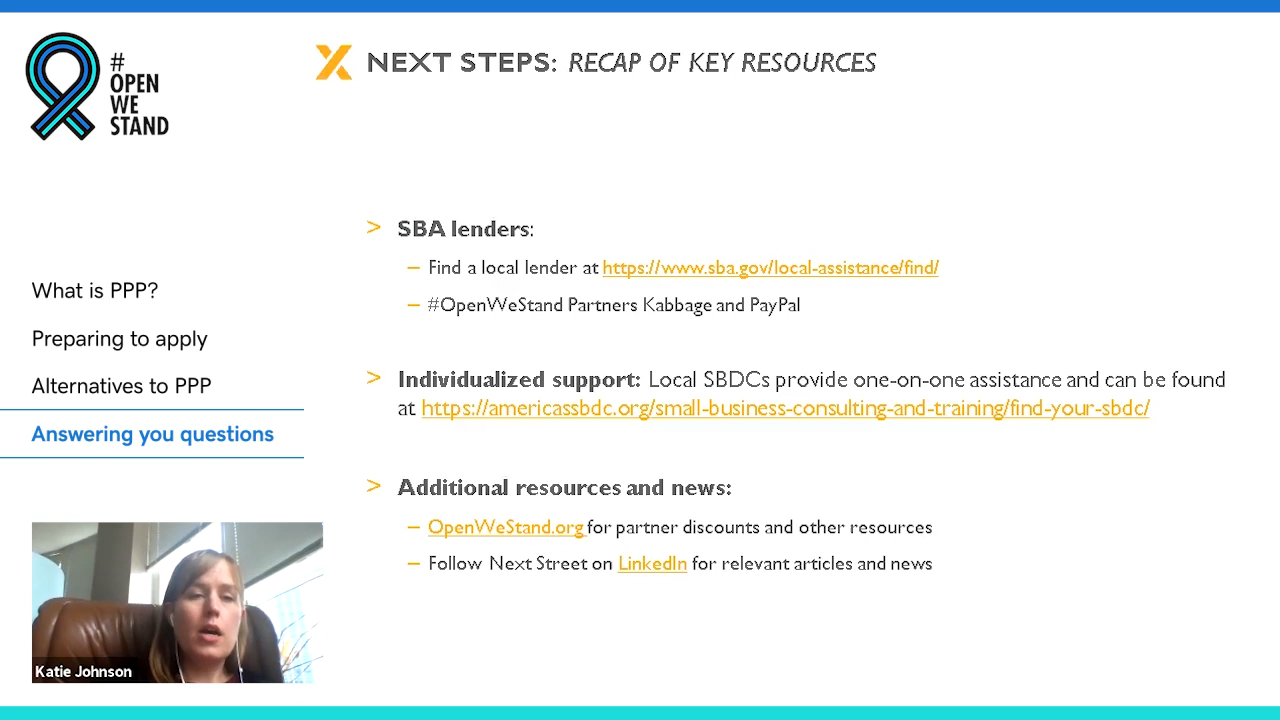 #
OPEN
WE
STAND
NEXT STEPS: RECAP OF KEY RESOURCES
What is PPP?
Preparing to apply
Alternatives to PPP
Answering you questions
> SBA lenders:
– Find a local lender at https://www.sba.gov/local-assistance/find/
– #OpenWeStand Partners Kabbage and PayPal
> Individualized support: Local SBDCs provide one-on-one assistance and can be found
at https://americassbdc.org/small-business-consulting-and-training/find-your-sbdc/
> Additional resources and news:
– OpenWeStand.org for partner discounts and other resources
– Follow Next Street on LinkedIn for relevant articles and news
Katie Johnson